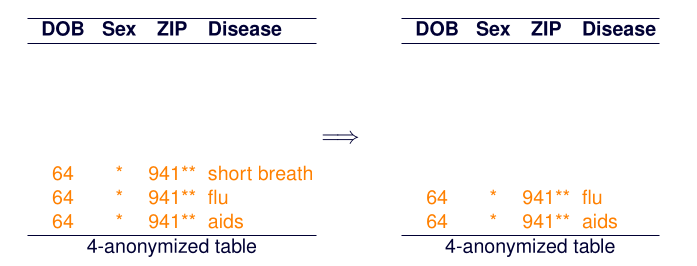 DOB Sex ZIP Disease
64 * 941** short breath
64 * 941** flu
64 * 941** aids
4-anonymized table
⟹
DOB Sex ZIP Disease
64 * 941** flu
64 * 941** aids
4-anonymized table